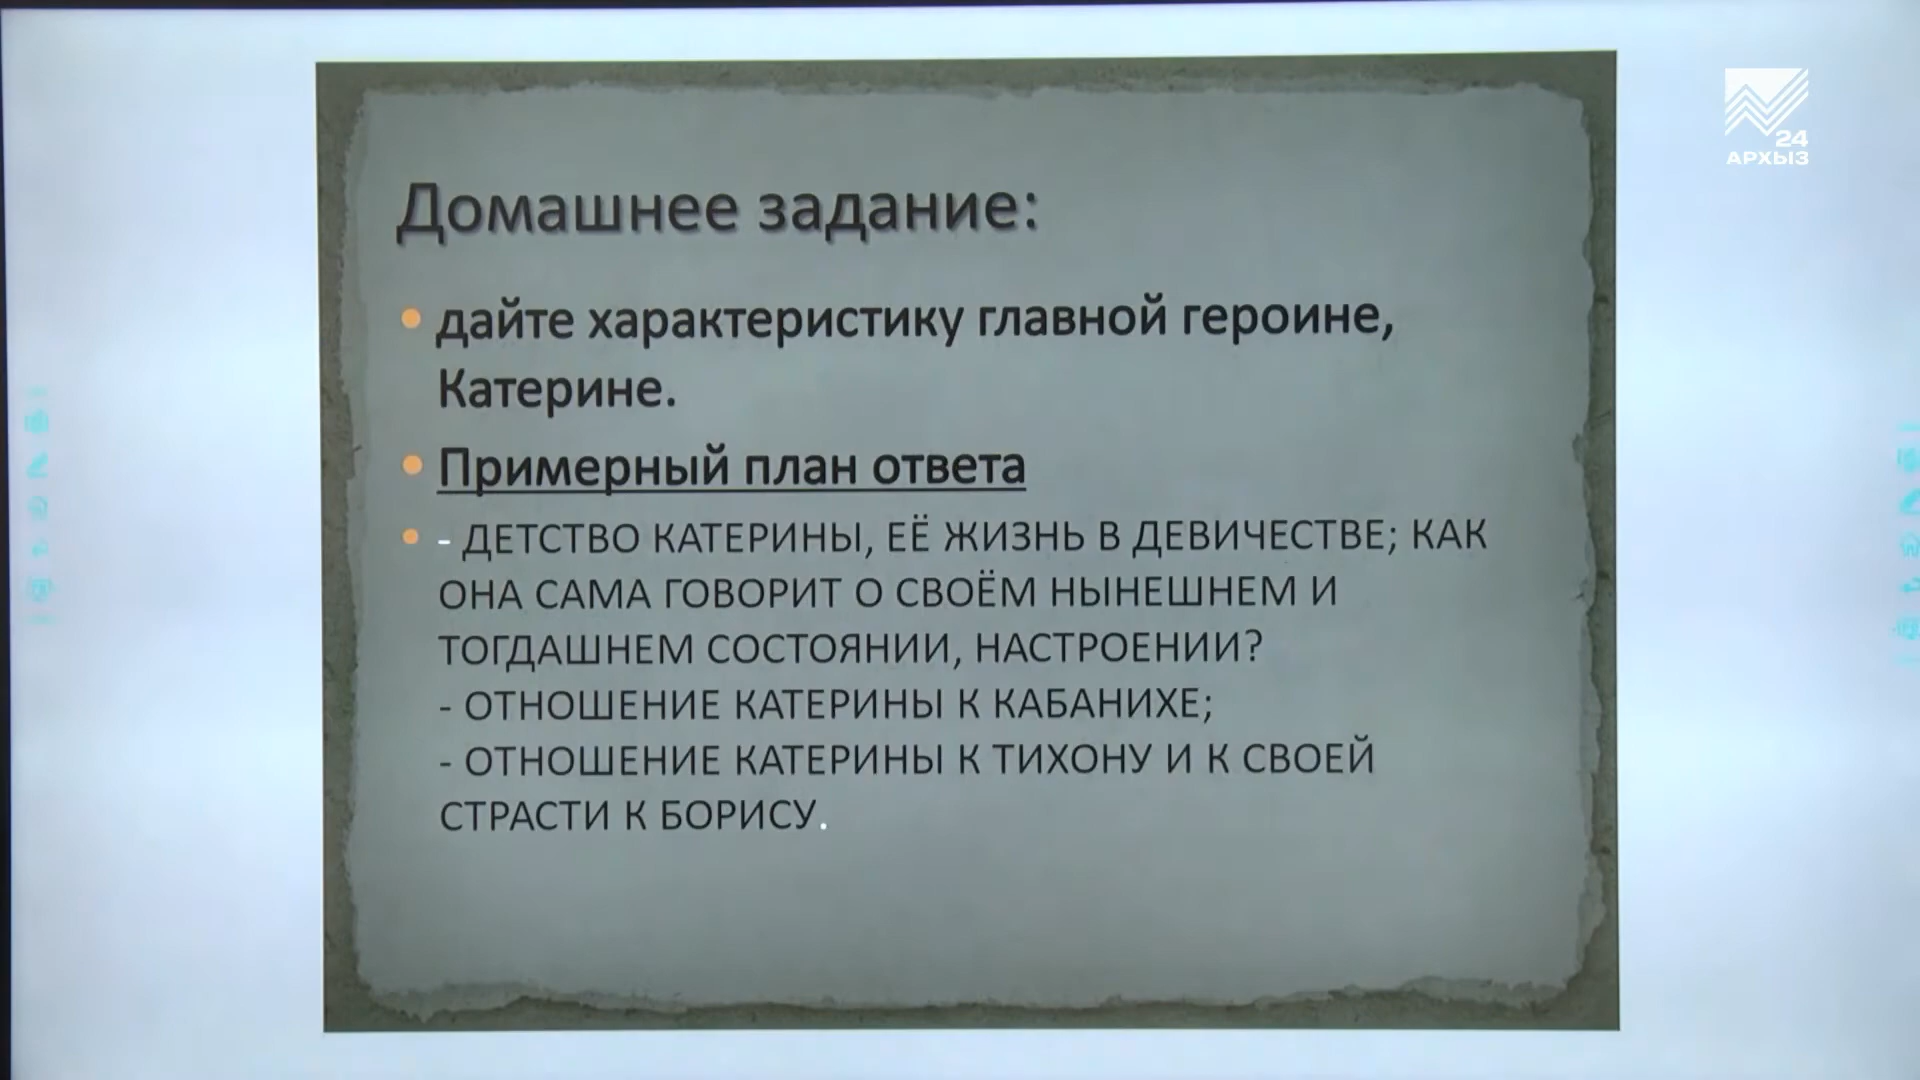 24
АРХЫЗ
Домашнее задание:
• дайте характеристику главной героине,
Катерине.
• Примерный план ответа
• - ДЕТСТВО КАТЕРИНЫ, ЕЁ ЖИЗНЬ В ДЕВИЧЕСТВЕ; КАК
ОНА САМА ГОВОРИТ О СВОЁМ НЫНЕШНЕМ И
ТОГДАШНЕМ СОСТОЯНИИ, НАСТРОЕНИИ?
- ОТНОШЕНИЕ КАТЕРИНЫ К КАБАНИХЕ;
- ОТНОШЕНИЕ КАТЕРИНЫ К ТИХОНУ И К СВОЕЙ
СТРАСТИ К БОРИСУ.